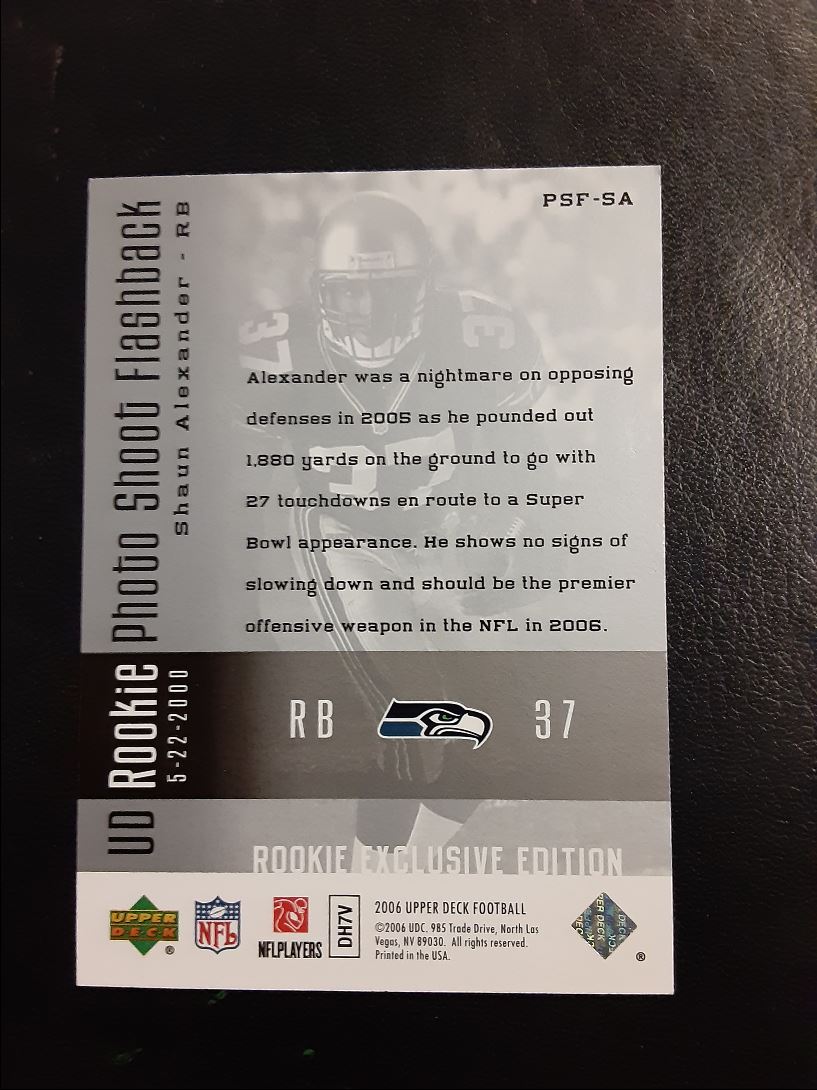 PSF-SA
UD Rookie Photo Shoot Flashback
5-22-2000
Shaun Alexander - RB
37
37
37
Alexander was a nightmare on opposing
defenses in 2005 as he pounded out
1,880 yards on the ground to go with
27 touchdowns en route to a Super
Bowl appearance. He shows no signs of
slowing down and should be the premier
offensive weapon in the NFL in 2006.
RB
37
ROOKIE EXCLUSIVE EDITION
UPPER
DECK
®
NFL
NFLPLAYERS
DH7V
2006 UPPER DECK FOOTBALL
©2006 UDC. 985 Trade Drive, North Las
Vegas, NV 89030. All rights reserved.
Printed in the USA.
®